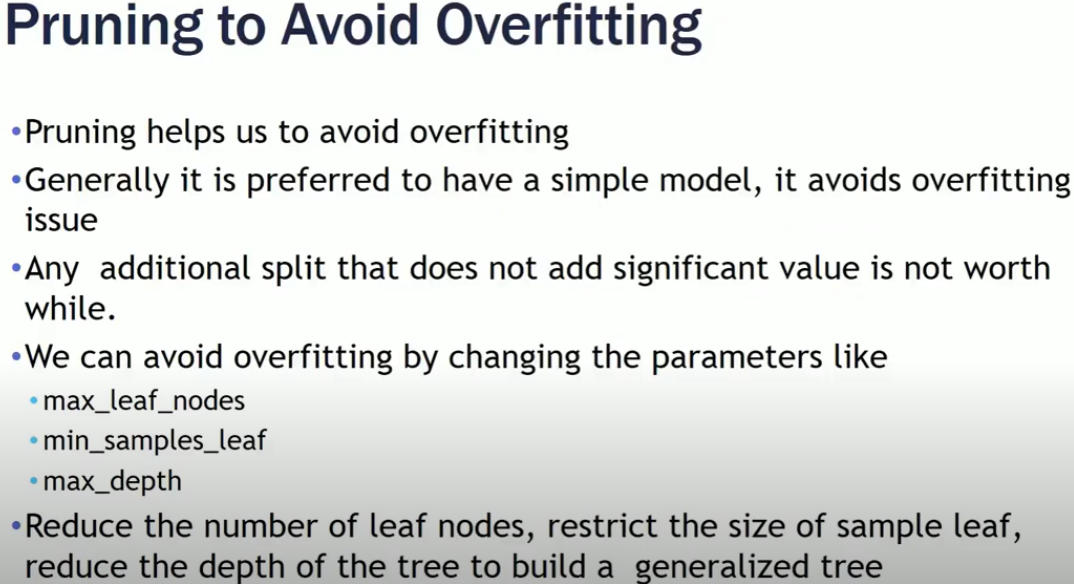 Pruning to Avoid Overfitting
•Pruning helps us to avoid overfitting
•Generally it is preferred to have a simple model, it avoids overfitting
issue
•Any  additional split that does not add significant value is not worth
while.
•We can avoid overfitting by changing the parameters like
•max_leaf_nodes
•min_samples_leaf
•max_depth
•Reduce the number of leaf nodes, restrict the size of sample leaf,
reduce the depth of the tree to build a  generalized tree